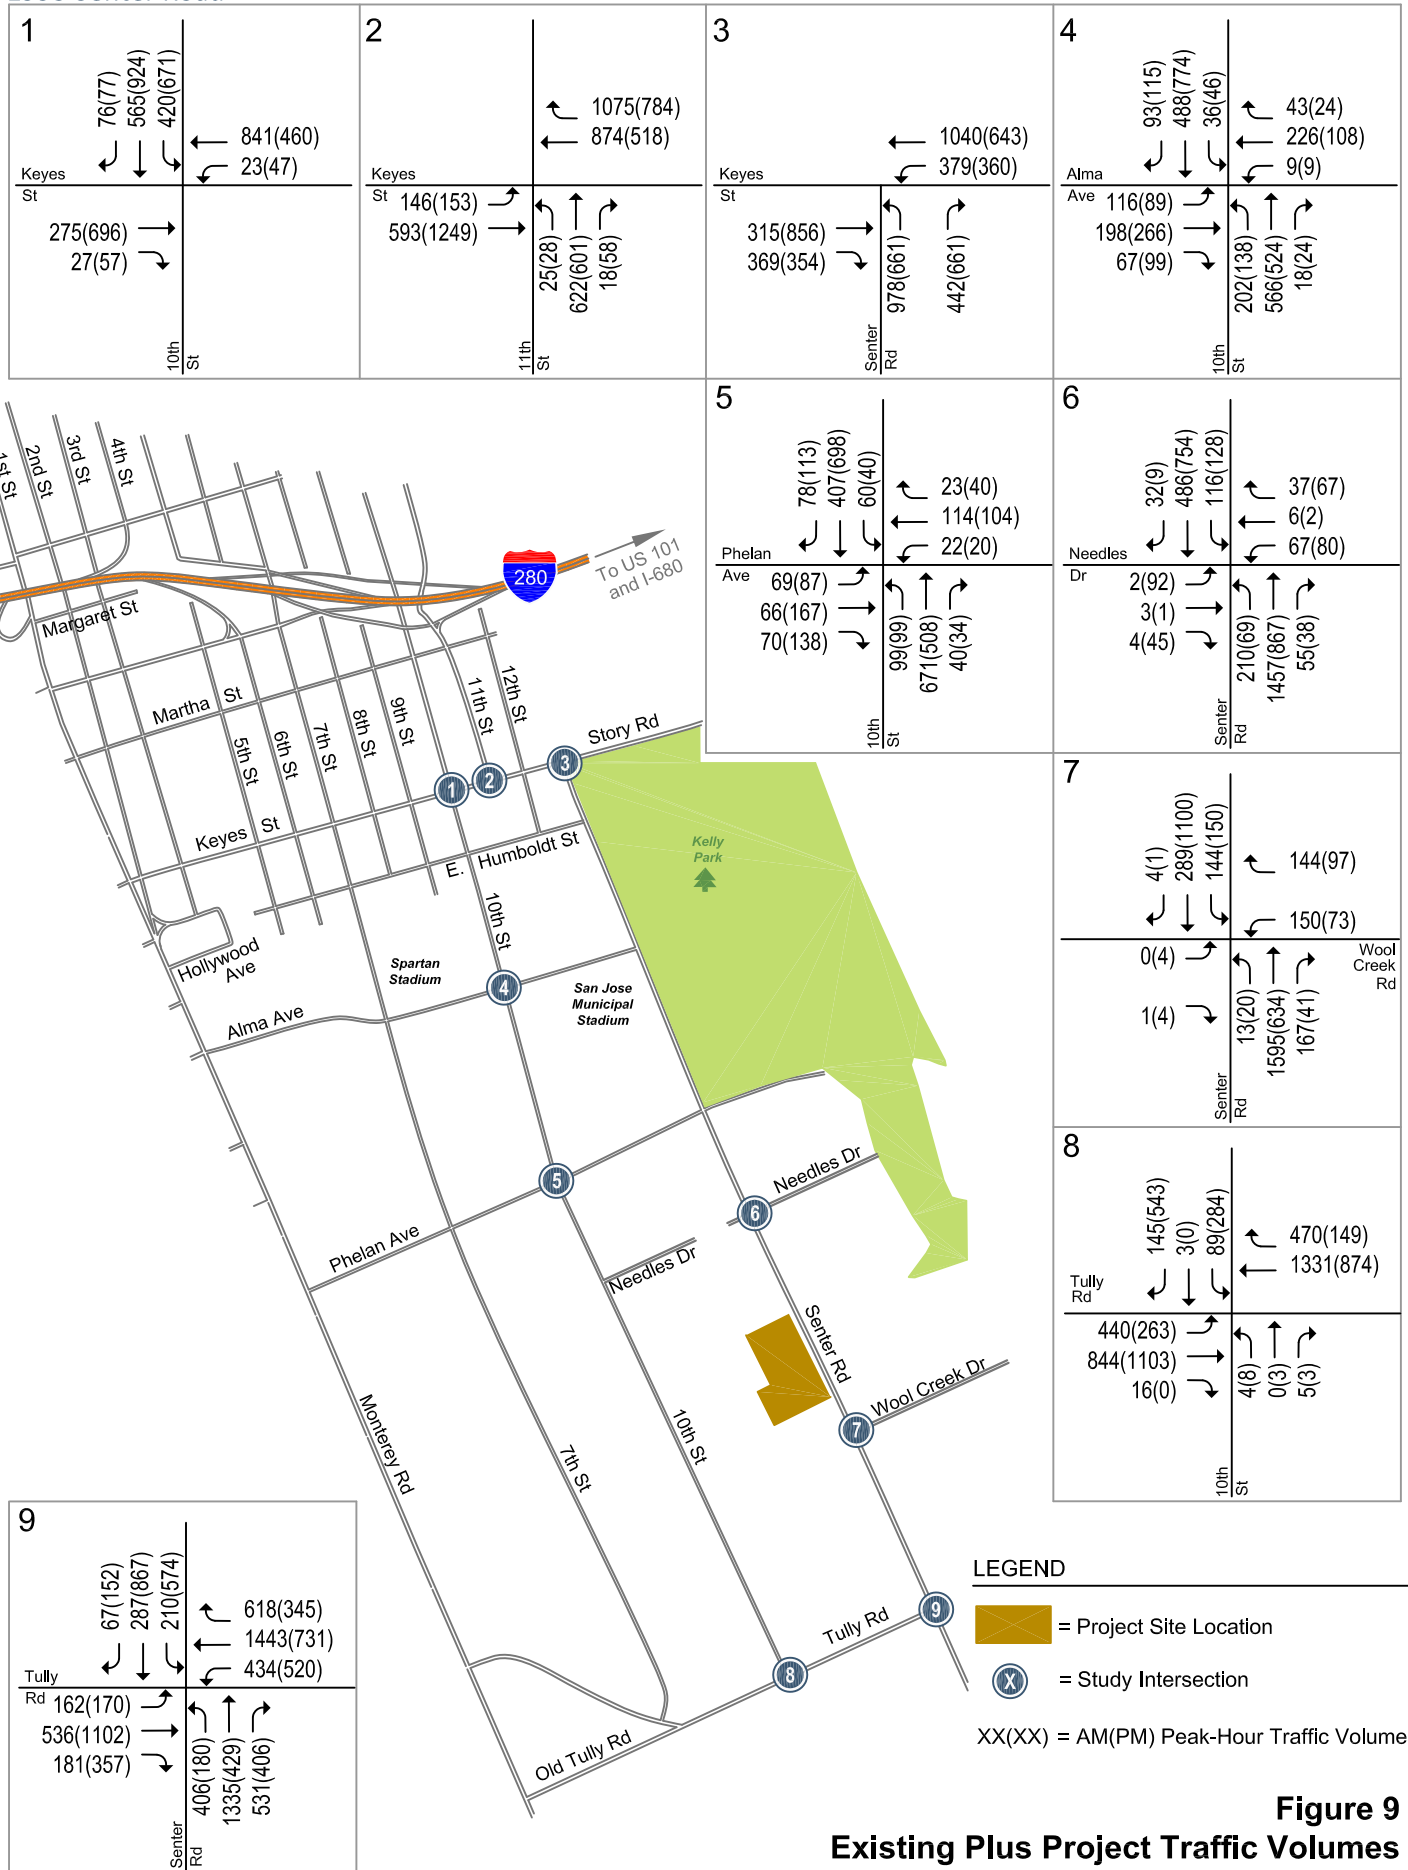 1
76(77)
565(924)
420(671)
841(460)
23(47)
Keyes
St
275(696)
27(57)
10th
St
2
1075(784)
874(518)
Keyes
St
146(153)
593(1249)
25(28)
622(601)
18(58)
11th
St
3
1040(643)
379(360)
Keyes
St
315(856)
369(354)
978(661)
442(661)
Senter
Rd
4
93(115)
488(774)
36(46)
43(24)
226(108)
9(9)
Alma
Ave
116(89)
198(266)
67(99)
202(138)
566(524)
18(24)
10th
St
5
78(113)
407(698)
60(40)
23(40)
114(104)
22(20)
Phelan
Ave
69(87)
66(167)
70(138)
99(99)
671(508)
40(34)
10th
St
6
32(9)
486(754)
116(128)
37(67)
6(2)
67(80)
Needles
Dr
2(92)
3(1)
4(45)
210(69)
1457(867)
55(38)
Senter
Rd
7
4(1)
289(1100)
144(150)
144(97)
150(73)
Wool
Creek
Rd
0(4)
1(4)
13(20)
1595(634)
167(41)
Senter
Rd
8
145(543)
3(0)
89(284)
470(149)
1331(874)
Tully
Rd
440(263)
844(1103)
16(0)
4(8)
0(3)
5(3)
10th
St
9
67(152)
287(867)
210(574)
618(345)
1443(731)
434(520)
Tully
Rd
162(170)
536(1102)
181(357)
406(180)
1335(429)
531(406)
Senter
Rd
1st St
2nd St
3rd St
4th St
280
To US 101
and I-680
Margaret St
Martha St
5th St
6th St
7th St
8th St
9th St
11th St
12th St
Story Rd
1
2
3
Keyes St
E. Humboldt St
Kelly
Park
10th St
Hollywood
Ave
Spartan
Stadium
4
San Jose
Municipal
Stadium
Alma Ave
5
Needles Dr
6
Phelan Ave
Needles Dr
Senter Rd
Wool Creek Dr
7
Monterey Rd
7th St
10th St
9
Tully Rd
8
Old Tully Rd
LEGEND
= Project Site Location
X = Study Intersection
XX(XX) = AM(PM) Peak-Hour Traffic Volume
Figure 9
Existing Plus Project Traffic Volumes